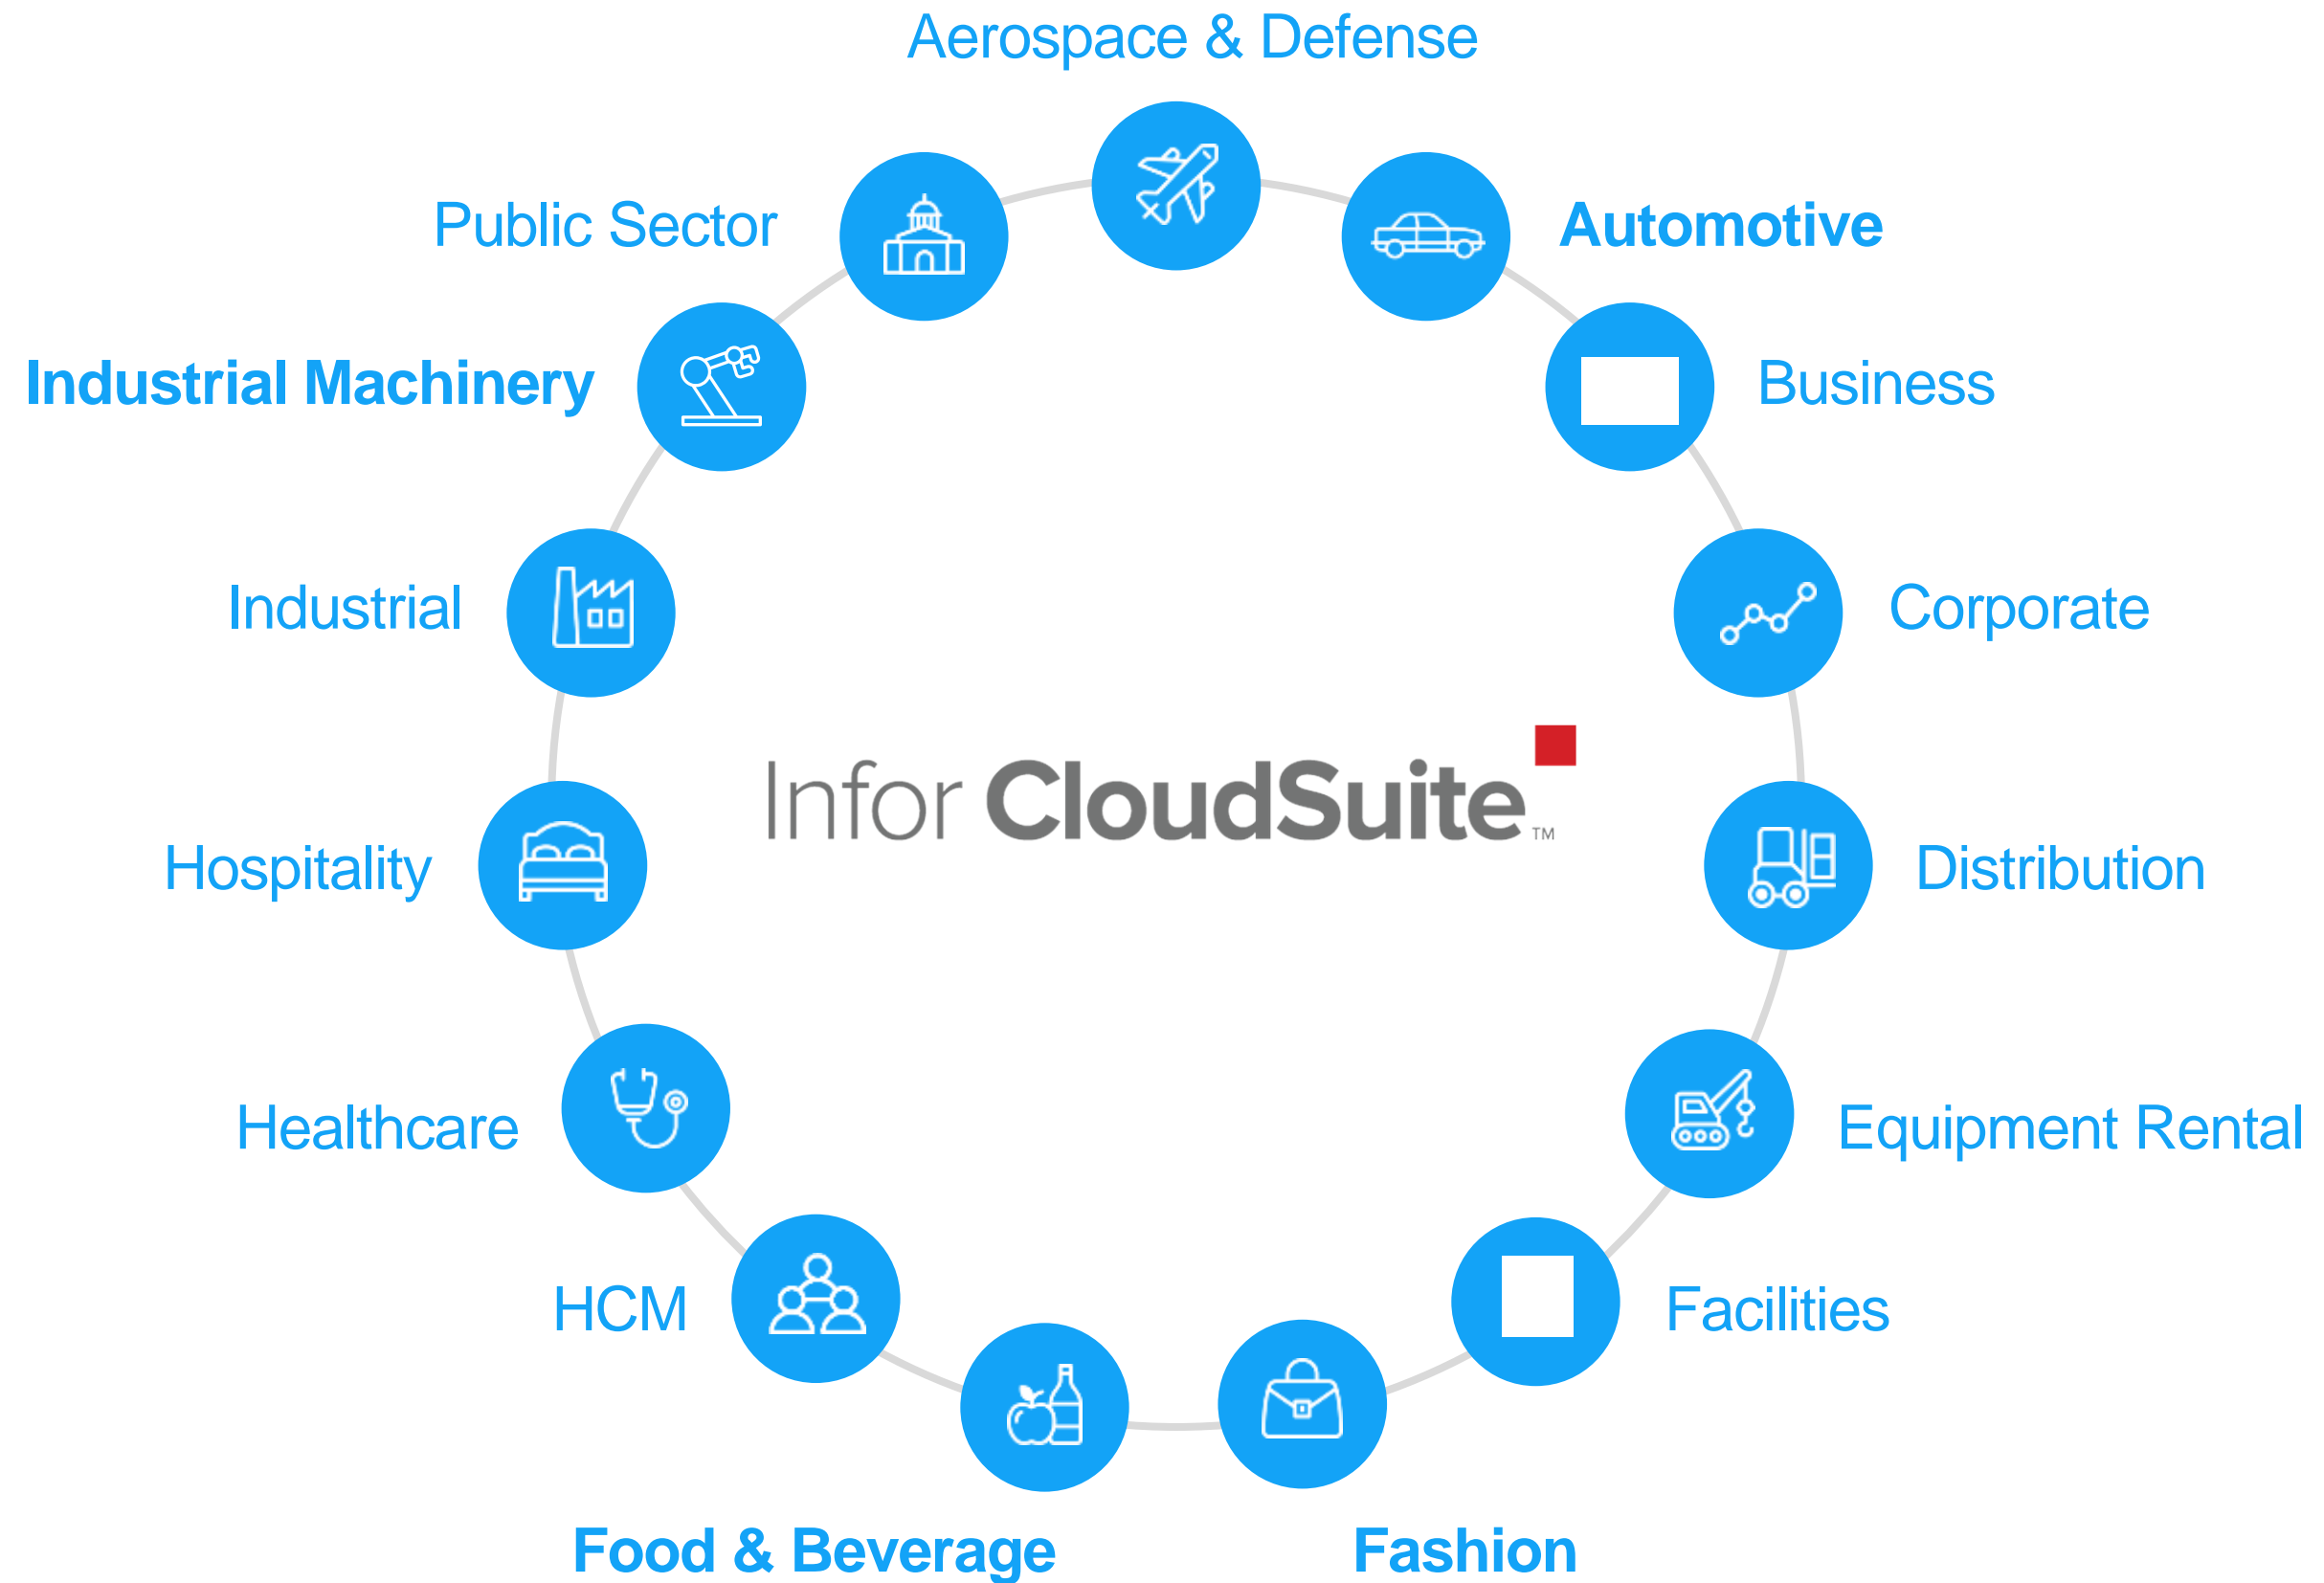 Aerospace & Defense
Public Sector
Automotive
Industrial Machinery
Business
Industrial
Corporate
Infor CloudSuite™
Hospitality
Distribution
Healthcare
Equipment Rental
HCM
Facilities
Food & Beverage
Fashion